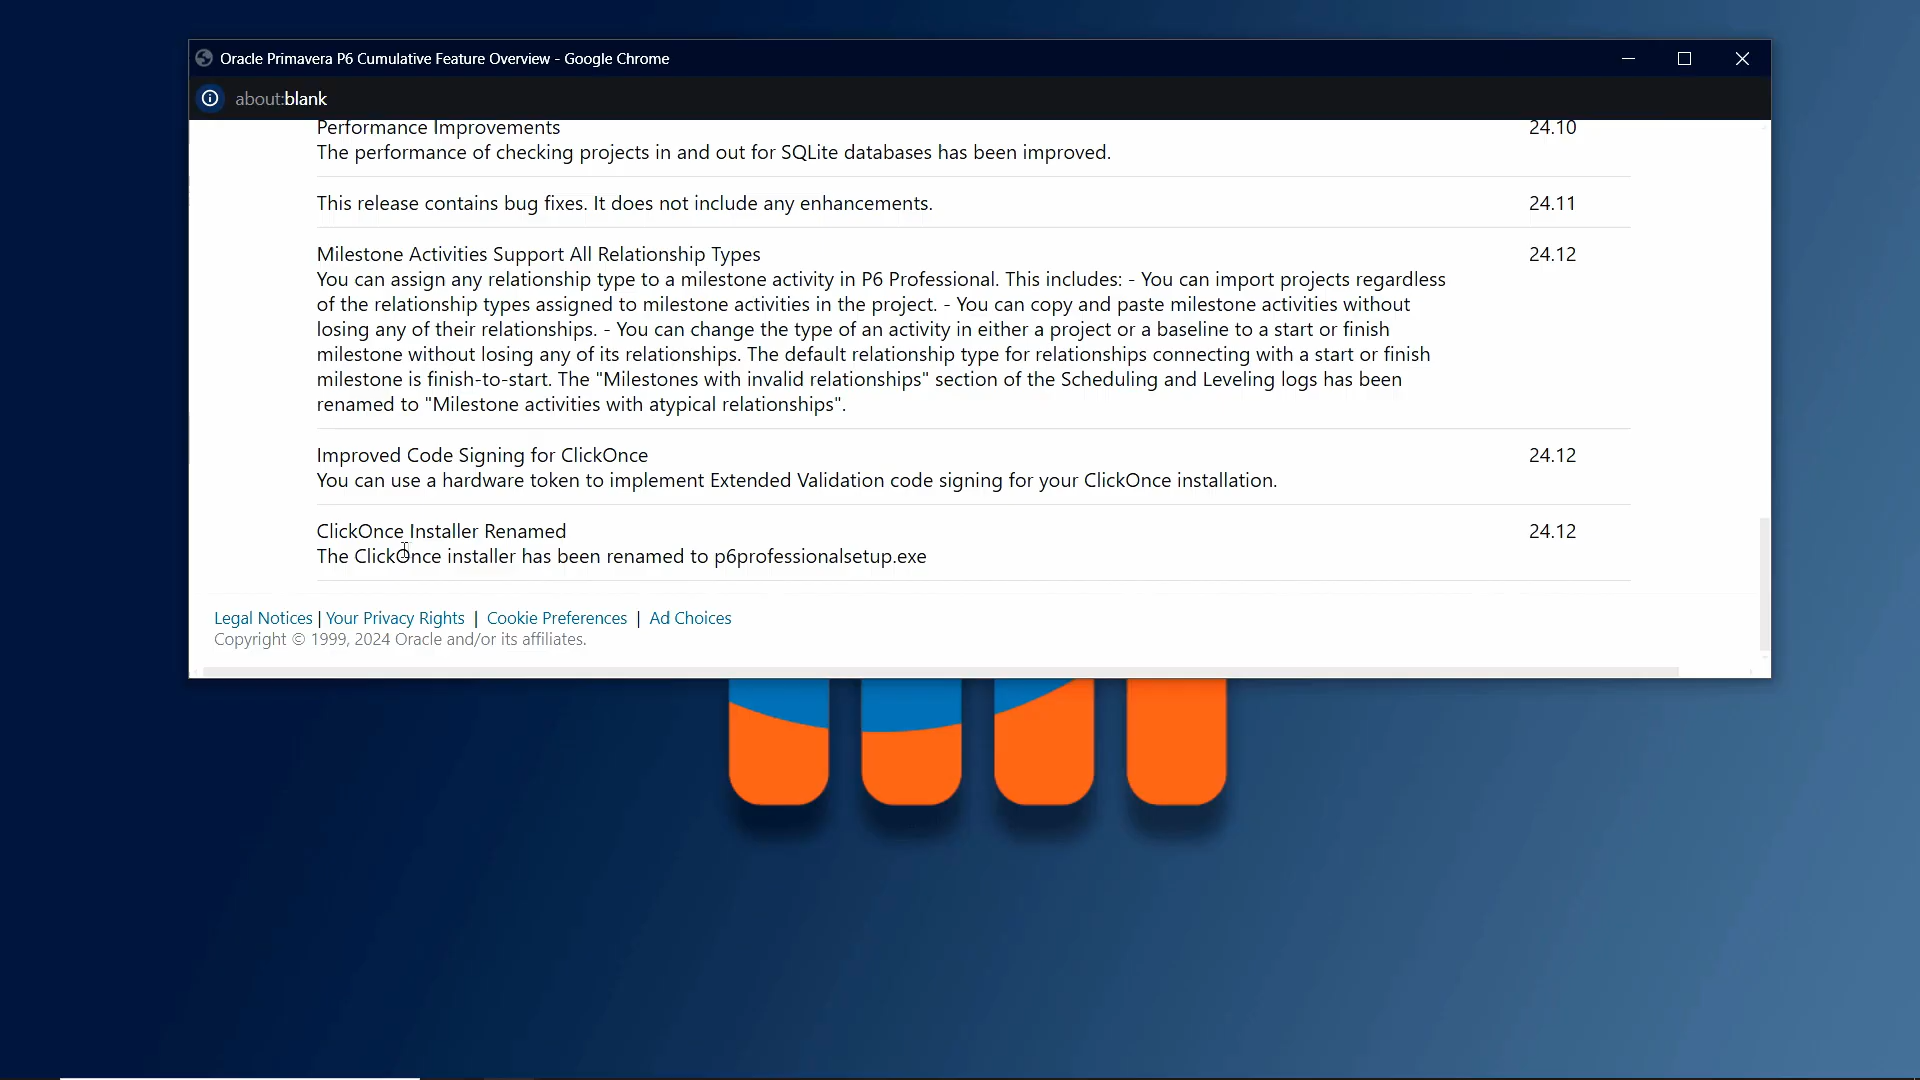 Oracle Primavera P6 Cumulative Feature Overview - Google Chrome
about:blank
Performance Improvements 24.10
The performance of checking projects in and out for SQLite databases has been improved.
This release contains bug fixes. It does not include any enhancements. 24.11
Milestone Activities Support All Relationship Types 24.12
You can assign any relationship type to a milestone activity in P6 Professional. This includes: - You can import projects regardless
of the relationship types assigned to milestone activities in the project. - You can copy and paste milestone activities without
losing any of their relationships. - You can change the type of an activity in either a project or a baseline to a start or finish
milestone without losing any of its relationships. The default relationship type for relationships connecting with a start or finish
milestone is finish-to-start. The "Milestones with invalid relationships" section of the Scheduling and Leveling logs has been
renamed to "Milestone activities with atypical relationships".
Improved Code Signing for ClickOnce 24.12
You can use a hardware token to implement Extended Validation code signing for your ClickOnce installation.
ClickOnce Installer Renamed 24.12
The ClickOnce installer has been renamed to p6professionalsetup.exe
Legal Notices | Your Privacy Rights | Cookie Preferences | Ad Choices
Copyright © 1999, 2024 Oracle and/or its affiliates.